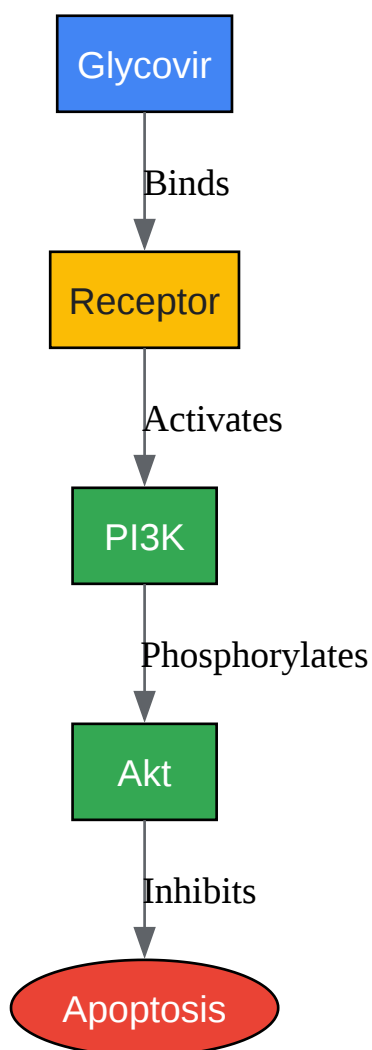 Glycovir
Binds
Receptor
Activates
PI3K
Phosphorylates
Akt
Inhibits
Apoptosis